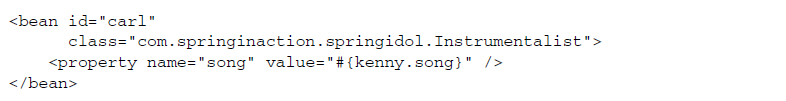 <bean id="carl"
class="com.springinaction.springidol.Instrumentalist">
<property name="song" value="#{kenny.song}" />
</bean>